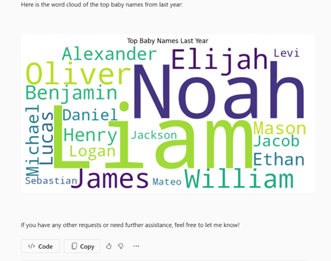 Here is the word cloud of the top baby names from last year:
Top Baby Names Last Year
Alexander
Elijah
Levi
Oliver
Noah
Benjamin
Michael
Lucas
Daniel
Liam
Henry
Jackson
Mason
Jacob
Logan
Ethan
Sebastian
James
Mateo
William
If you have any other requests or need further assistance, feel free to let me know!
Code
Copy